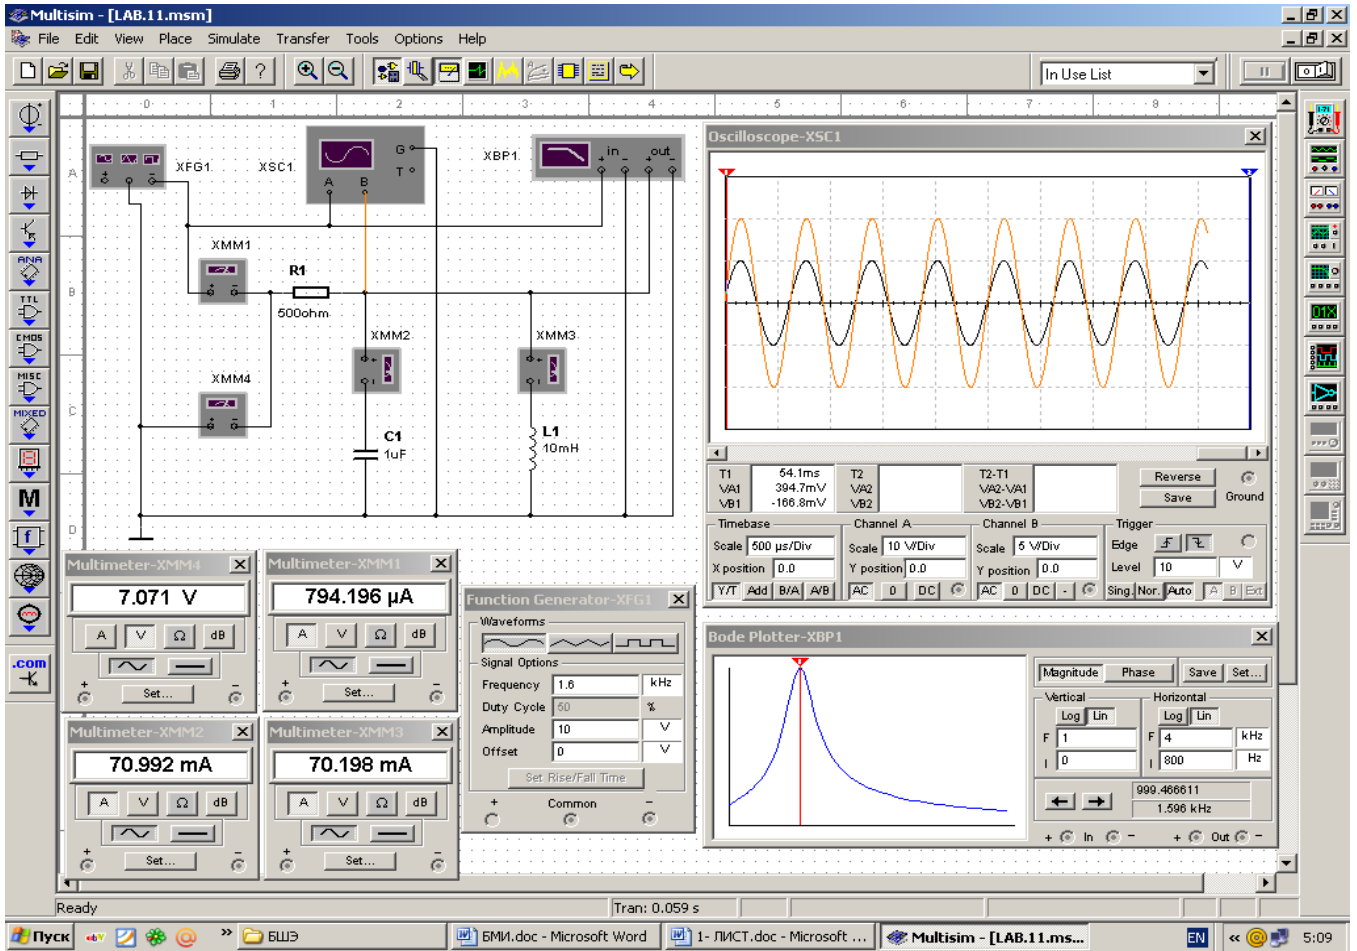 Multisim - [LAB.11.msm]
File Edit View Place Simulate Transfer Tools Options Help
In Use List
0 1 2 3 4 5 6 7 8
A
B
C
D
ANA
TTL
CMOS
MISC
MIXED
M
f
.com
XFG1
XSC1
G
T
A B
XBP1
in out
XMM1
R1
500ohm
XMM2
XMM3
XMM4
C1
1uF
L1
10mH
Oscilloscope-XSC1
T1 54.1ms T2 T2-T1
VA1 394.7mV VA2 VA2-VA1
VB1 -166.8mV VB2 VB2-VB1
Reverse
Save
Ground
Timebase Channel A Channel B Trigger
Scale 500 µs/Div Scale 10 V/Div Scale 5 V/Div Edge
X position 0.0 Y position 0.0 Y position 0.0 Level 10 V
Y/T Add B/A A/B AC 0 DC AC 0 DC - Sing. Nor. Auto A B Ext
Multimeter-XMM4
7.071 V
A V Ω dB
Set...
+ -
Multimeter-XMM1
794.196 µA
A V Ω dB
Set...
+ -
Multimeter-XMM2
70.992 mA
A V Ω dB
Set...
+ -
Multimeter-XMM3
70.198 mA
A V Ω dB
Set...
+ -
Function Generator-XFG1
Waveforms
Signal Options
Frequency 1.6 kHz
Duty Cycle 50 %
Amplitude 10 V
Offset 0 V
Set Rise/Fall Time
+ Common -
Bode Plotter-XBP1
Magnitude Phase Save Set...
Vertical Horizontal
Log Lin Log Lin
F 1 F 4 kHz
I 0 I 800 Hz
999.466611
1.596 kHz
+ In - + Out -
Ready Tran: 0.059 s
Пуск » БШЭ БМИ.doc - Microsoft Word 1- ЛИСТ.doc - Microsoft ... Multisim - [LAB.11.ms... EN « 5:09